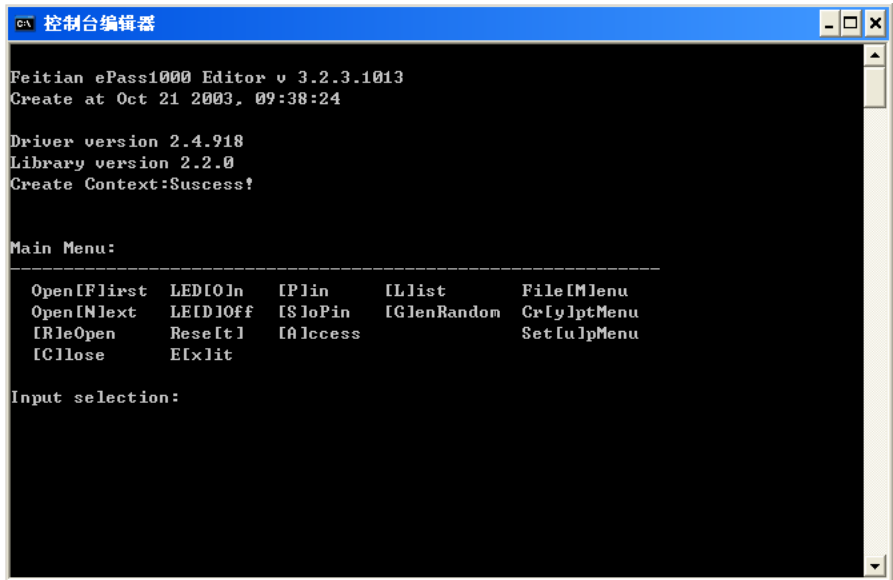 控制台编辑器
Feitian ePass1000 Editor v 3.2.3.1013
Create at Oct 21 2003, 09:38:24
Driver version 2.4.918
Library version 2.2.0
Create Context:Suscess!
Main Menu:
--------------------------------------------------------------
Open[F]irst LED[O]n [P]in [L]ist File[M]enu
Open[N]ext LE[D]Off [S]oPin [G]enRandom Cr[y]ptMenu
[R]eOpen Rese[t] [A]ccess Set[u]pMenu
[C]lose E[x]it
Input selection: